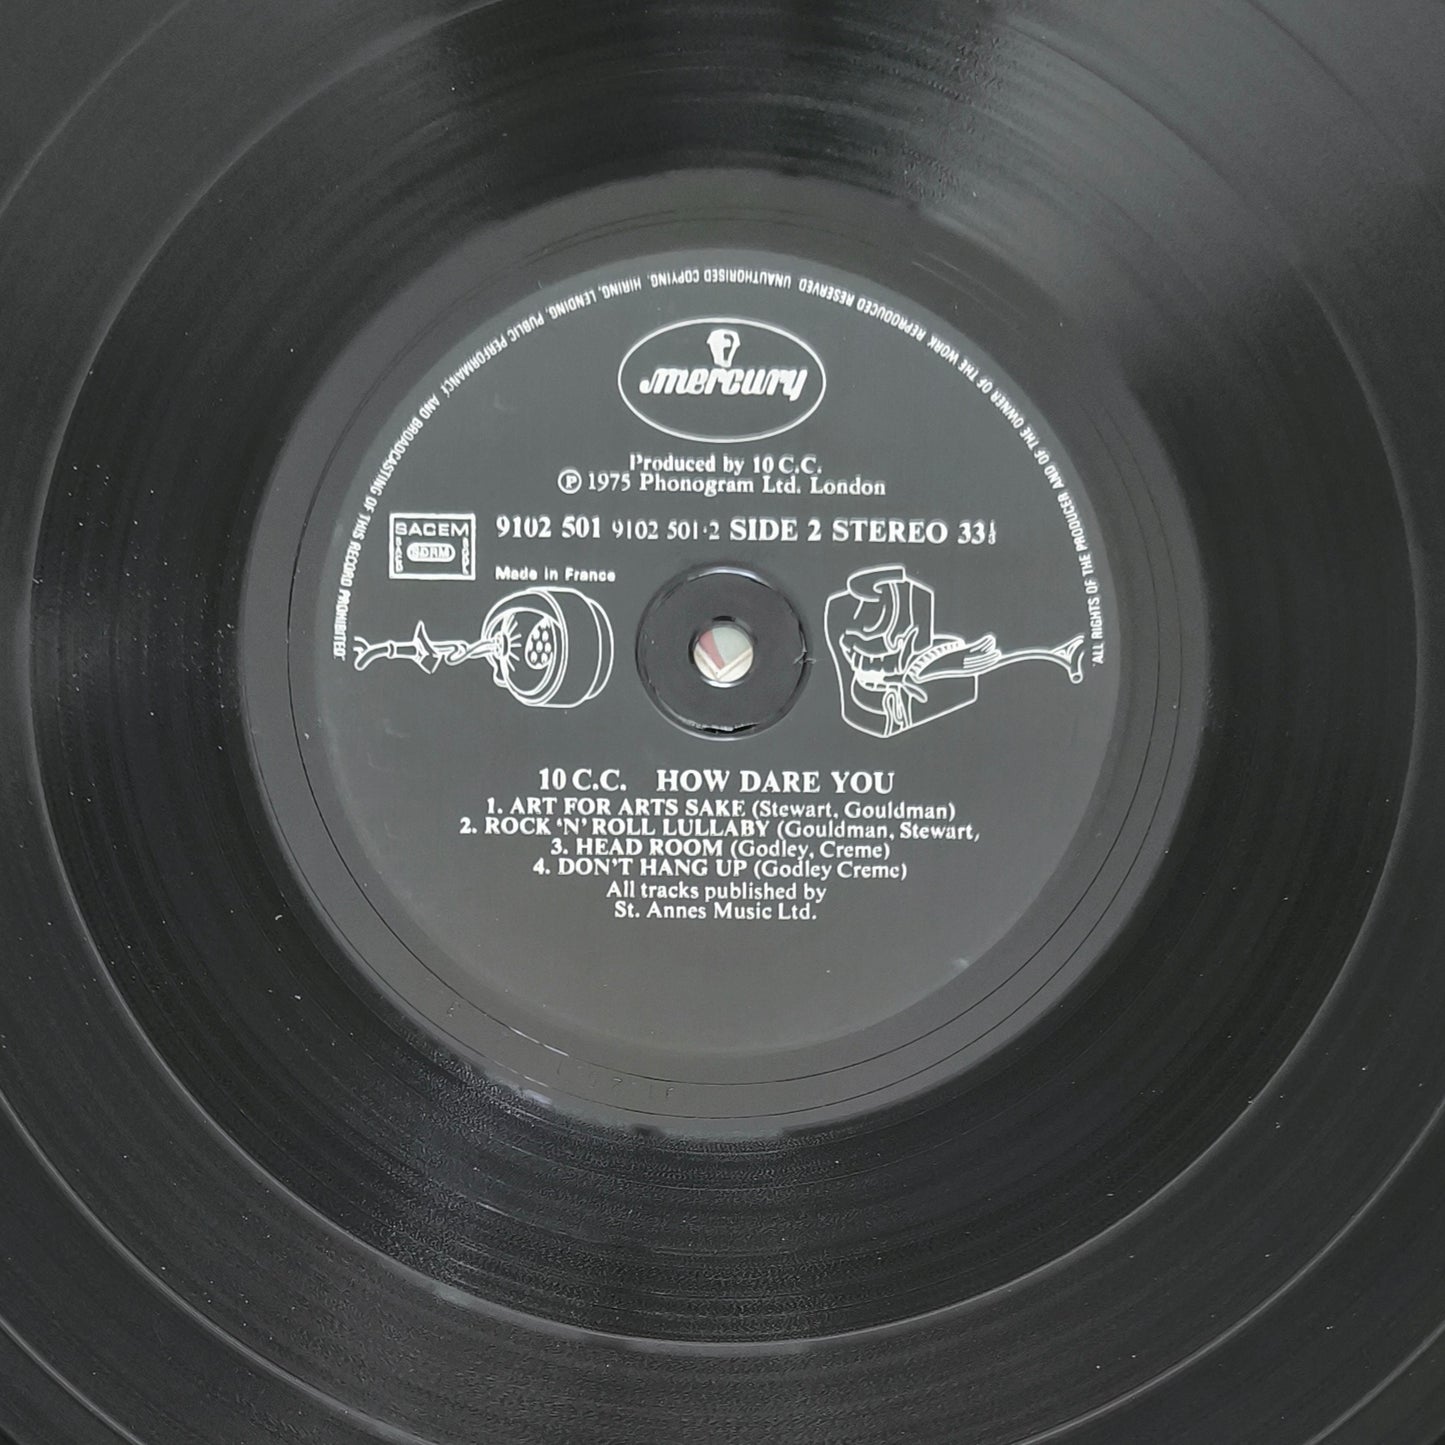 "ALL RIGHTS OF THE PRODUCER AND OF THE OWNER OF THE WORK REPRODUCED RESERVED UNAUTHORISED COPYING, HIRING, LENDING, PUBLIC PERFORMANCE AND BROADCASTING OF THIS RECORD PROHIBITED"
mercury
Produced by 10 C.C.
℗ 1975 Phonogram Ltd. London
SACEM
SDRM
9102 501 9102 501·2 SIDE 2 STEREO 33⅓
Made in France
10 C.C. HOW DARE YOU
1. ART FOR ARTS SAKE (Stewart, Gouldman)
2. ROCK 'N' ROLL LULLABY (Gouldman, Stewart,
3. HEAD ROOM (Godley, Creme)
4. DON'T HANG UP (Godley Creme)
All tracks published by
St. Annes Music Ltd.